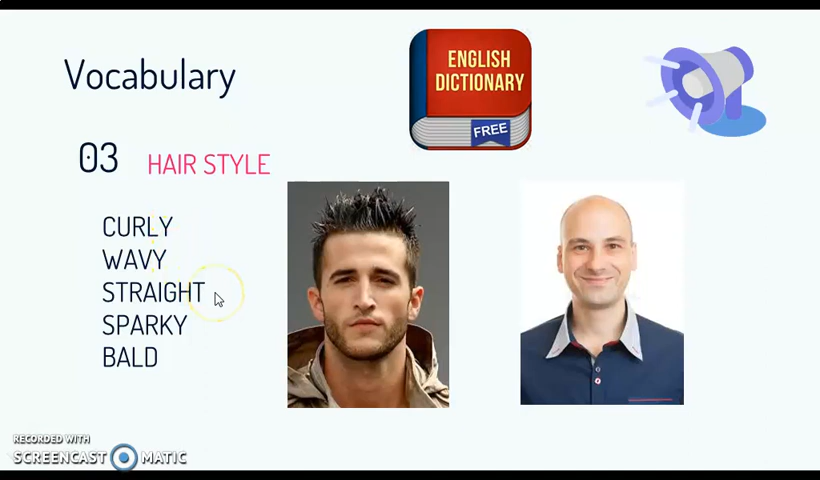 Vocabulary
ENGLISH
DICTIONARY
FREE
03 HAIR STYLE
CURLY
WAVY
STRAIGHT
SPARKY
BALD
RECORDED WITH
SCREENCAST MATIC